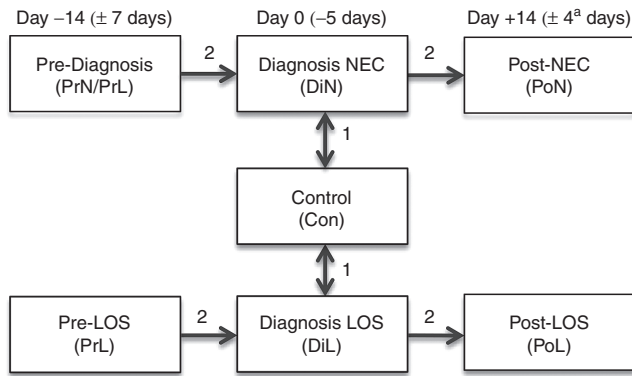 Day −14 (± 7 days) Day 0 (−5 days) Day +14 (± 4ᵃ days)
Pre-Diagnosis 2 Diagnosis NEC 2 Post-NEC
(PrN/PrL) (DiN) (PoN)
1
Control
(Con)
1
Pre-LOS 2 Diagnosis LOS 2 Post-LOS
(PrL) (DiL) (PoL)